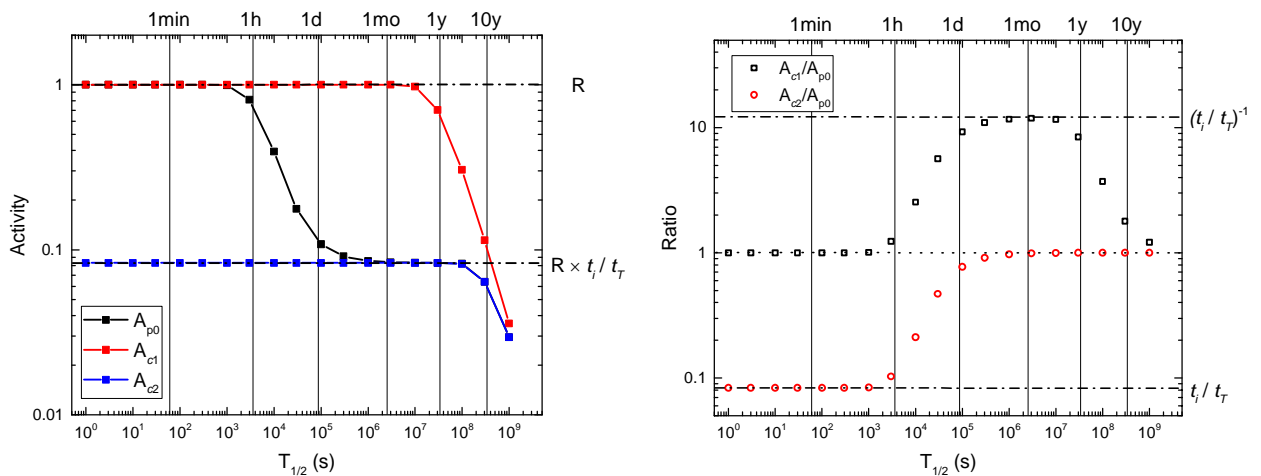 1min 1h 1d 1mo 1y 10y
1
0.1
0.01
Activity
R
R × t_i / t_T
A_p0
A_c1
A_c2
10^0 10^1 10^2 10^3 10^4 10^5 10^6 10^7 10^8 10^9
T_1/2 (s)
1min 1h 1d 1mo 1y 10y
A_c1/A_p0
A_c2/A_p0
10
1
0.1
Ratio
(t_i / t_T)^-1
t_i / t_T
10^0 10^1 10^2 10^3 10^4 10^5 10^6 10^7 10^8 10^9
T_1/2 (s)